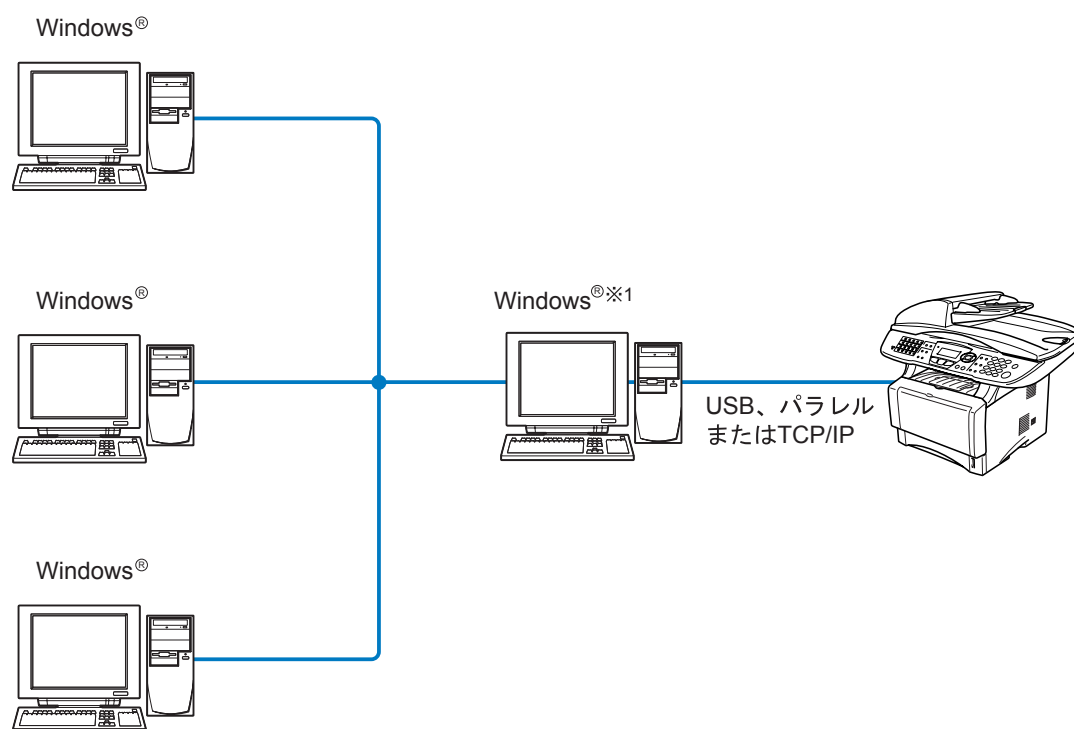 Windows®
Windows®
Windows®※1
USB、パラレル
またはTCP/IP
Windows®